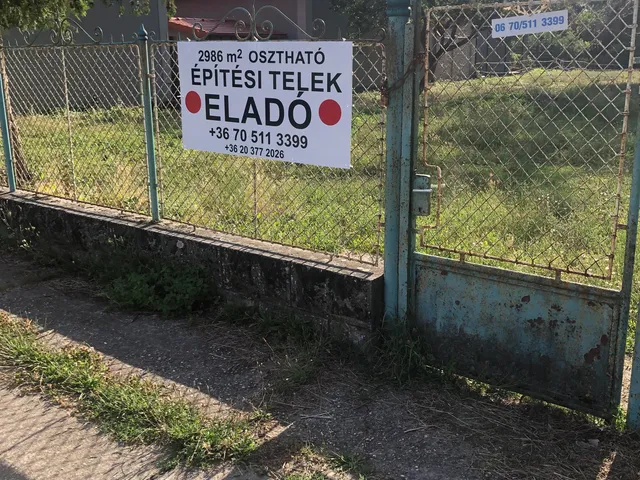 2986 m² OSZTHATÓ
ÉPÍTÉSI TELEK
ELADÓ
+36 70 511 3399
+36 20 377 2026
06 70/511 3399